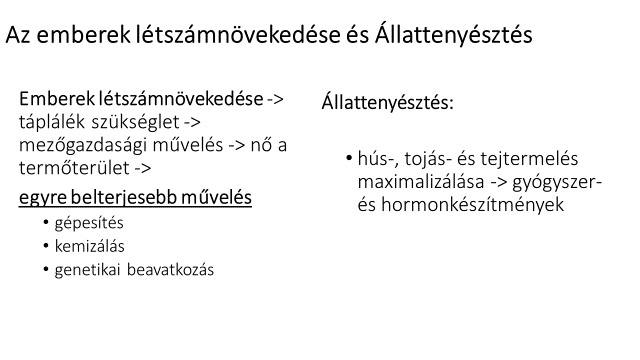 Az emberek létszámnövekedése és Állattenyésztés
Emberek létszámnövekedése ->
táplálék szükséglet ->
mezőgazdasági művelés -> nő a
termőterület ->
egyre belterjesebb művelés
• gépesítés
• kemizálás
• genetikai beavatkozás
Állattenyésztés:
• hús-, tojás- és tejtermelés
maximalizálása -> gyógyszer-
és hormonkészítmények